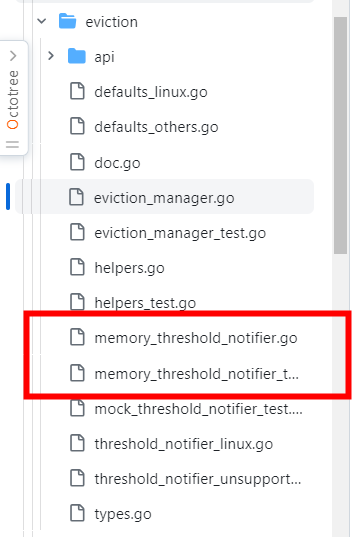 eviction
Octotree
api
defaults_linux.go
defaults_others.go
doc.go
eviction_manager.go
eviction_manager_test.go
helpers.go
helpers_test.go
memory_threshold_notifier.go
memory_threshold_notifier_t...
mock_threshold_notifier_test....
threshold_notifier_linux.go
threshold_notifier_unsupport...
types.go